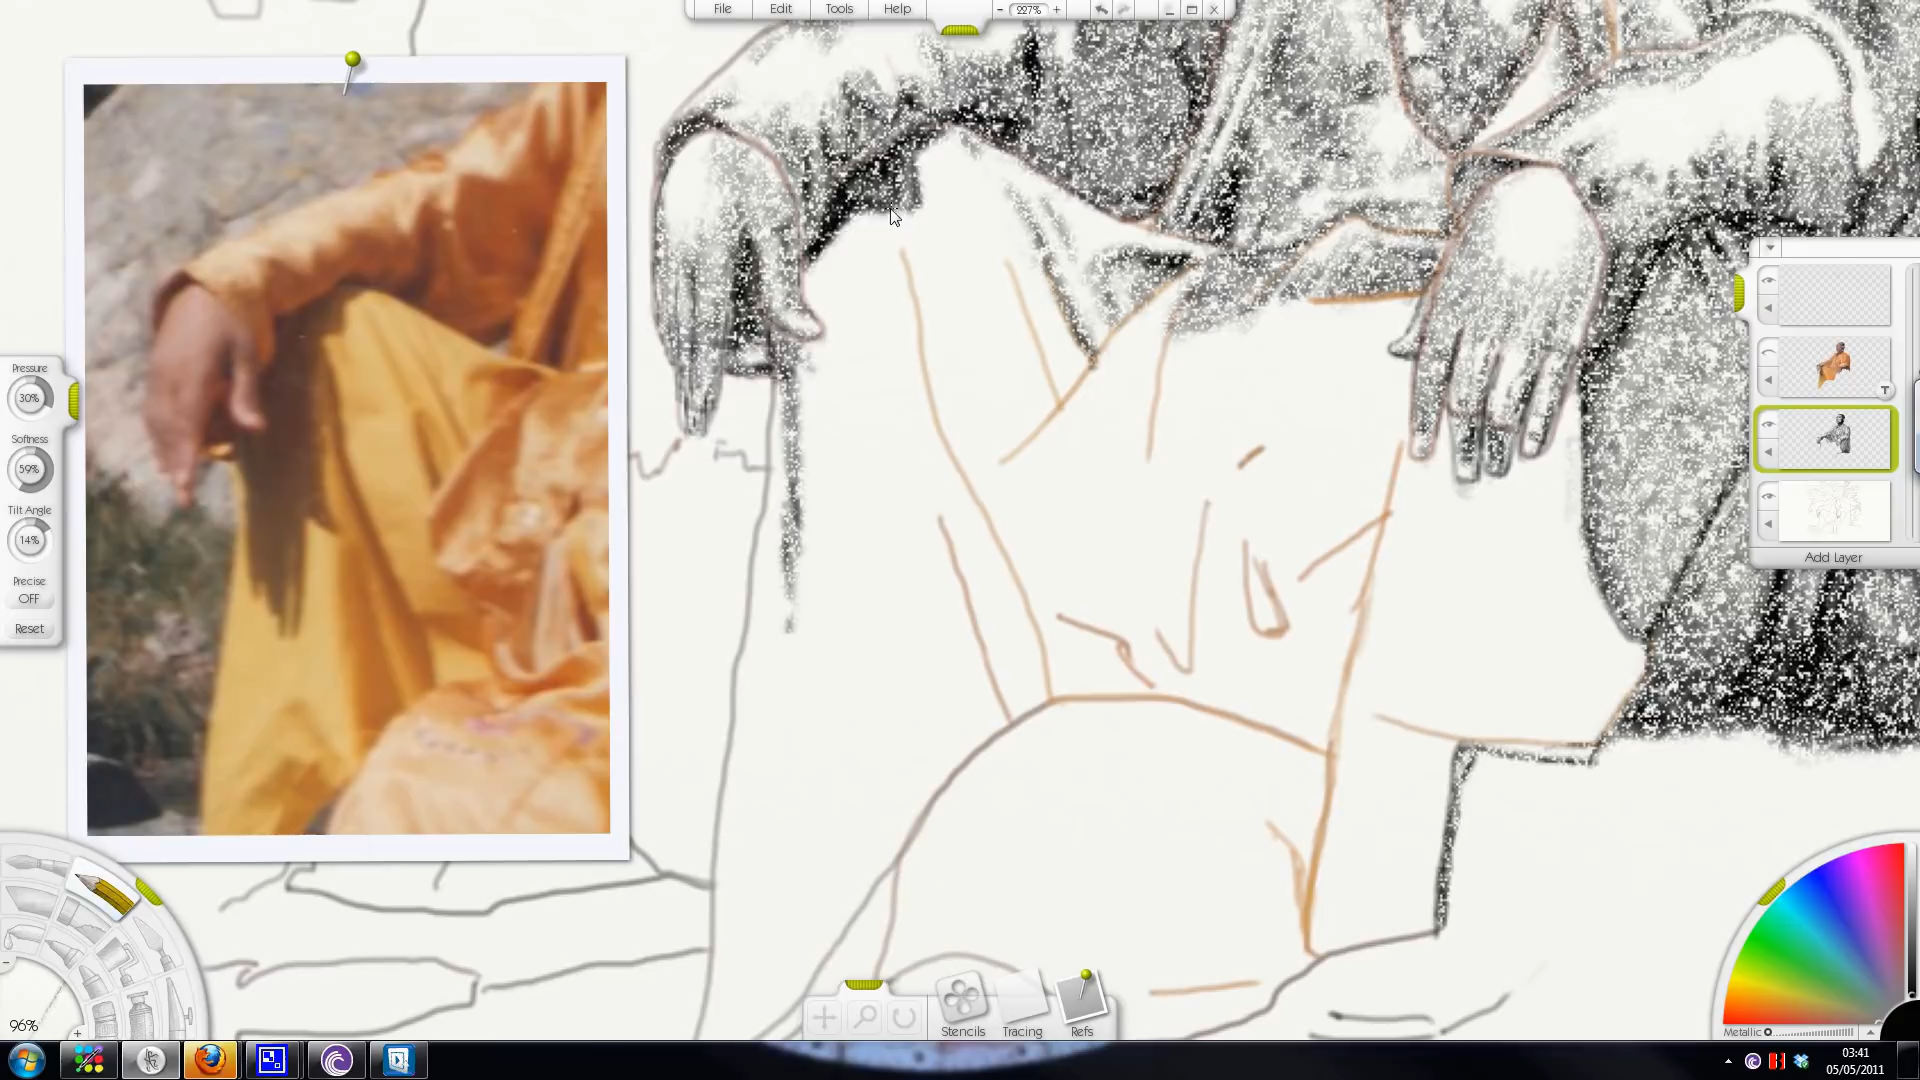 File Edit Tools Help - 227% +
Pressure
30%
Softness
59%
Tilt Angle
14%
Precise
OFF
Reset
T
Add Layer
96%
Stencils Tracing Refs
Metallic
03:41
05/05/2011